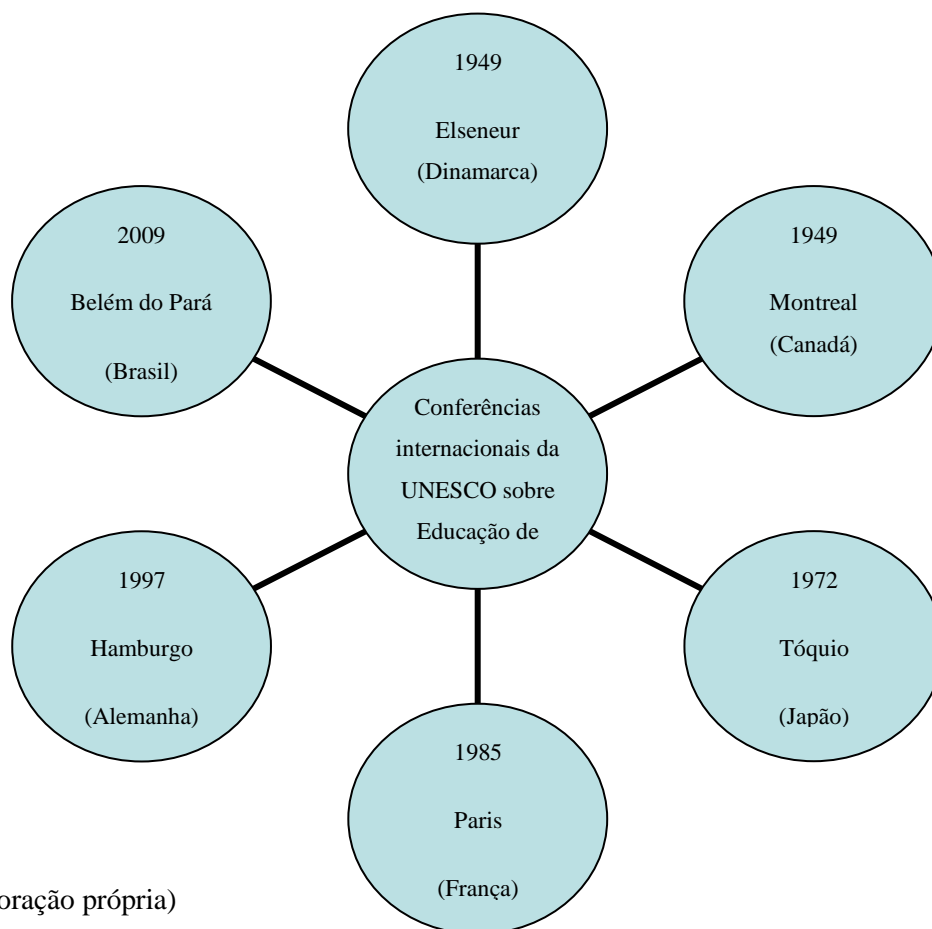 1949
Elseneur
(Dinamarca)
2009
Belém do Pará
(Brasil)
1949
Montreal
(Canadá)
Conferências
internacionais da
UNESCO sobre
Educação de
1997
Hamburgo
(Alemanha)
1972
Tóquio
(Japão)
1985
Paris
(França)
oração própria)